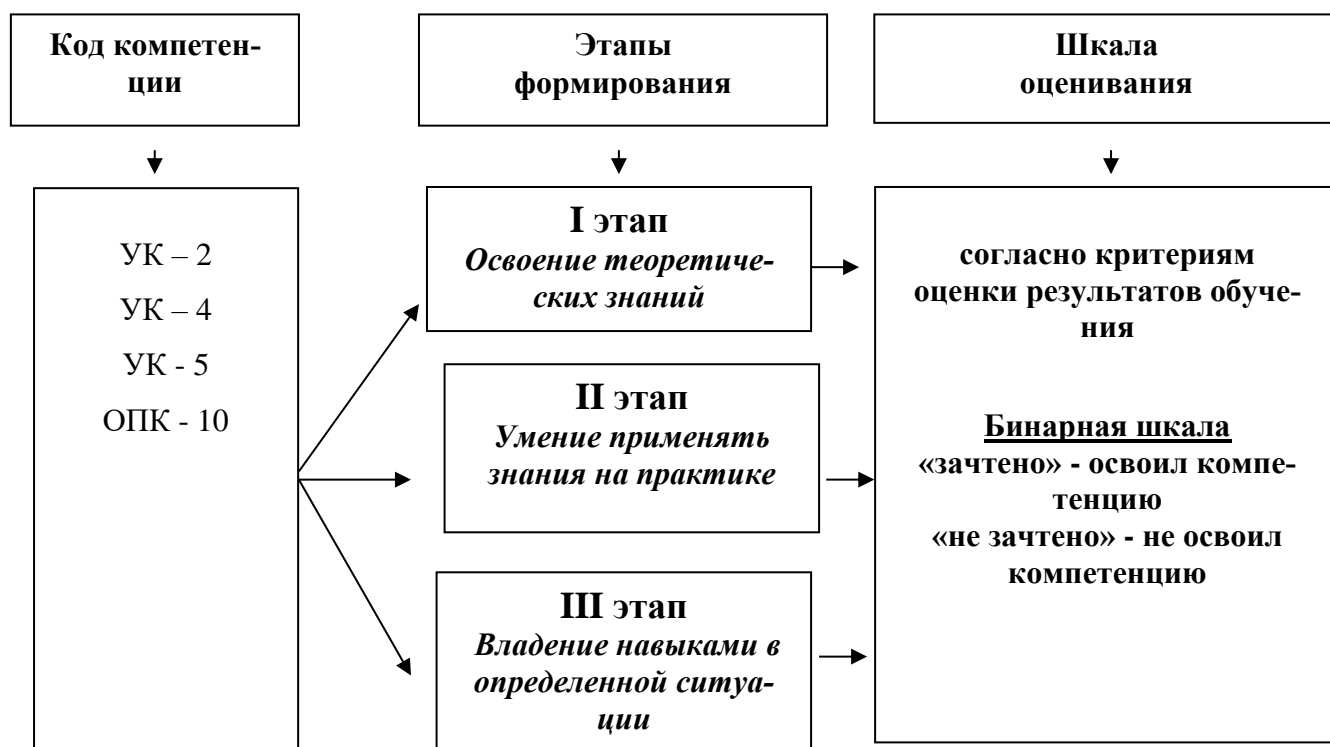 Код компетен-
ции
Этапы
формирования
Шкала
оценивания
УК – 2
УК – 4
УК - 5
ОПК - 10
I этап
Освоение теоретиче-
ских знаний
II этап
Умение применять
знания на практике
III этап
Владение навыками в
определенной ситуа-
ции
согласно критериям
оценки результатов обуче-
ния
Бинарная шкала
«зачтено» - освоил компе-
тенцию
«не зачтено» - не освоил
компетенцию